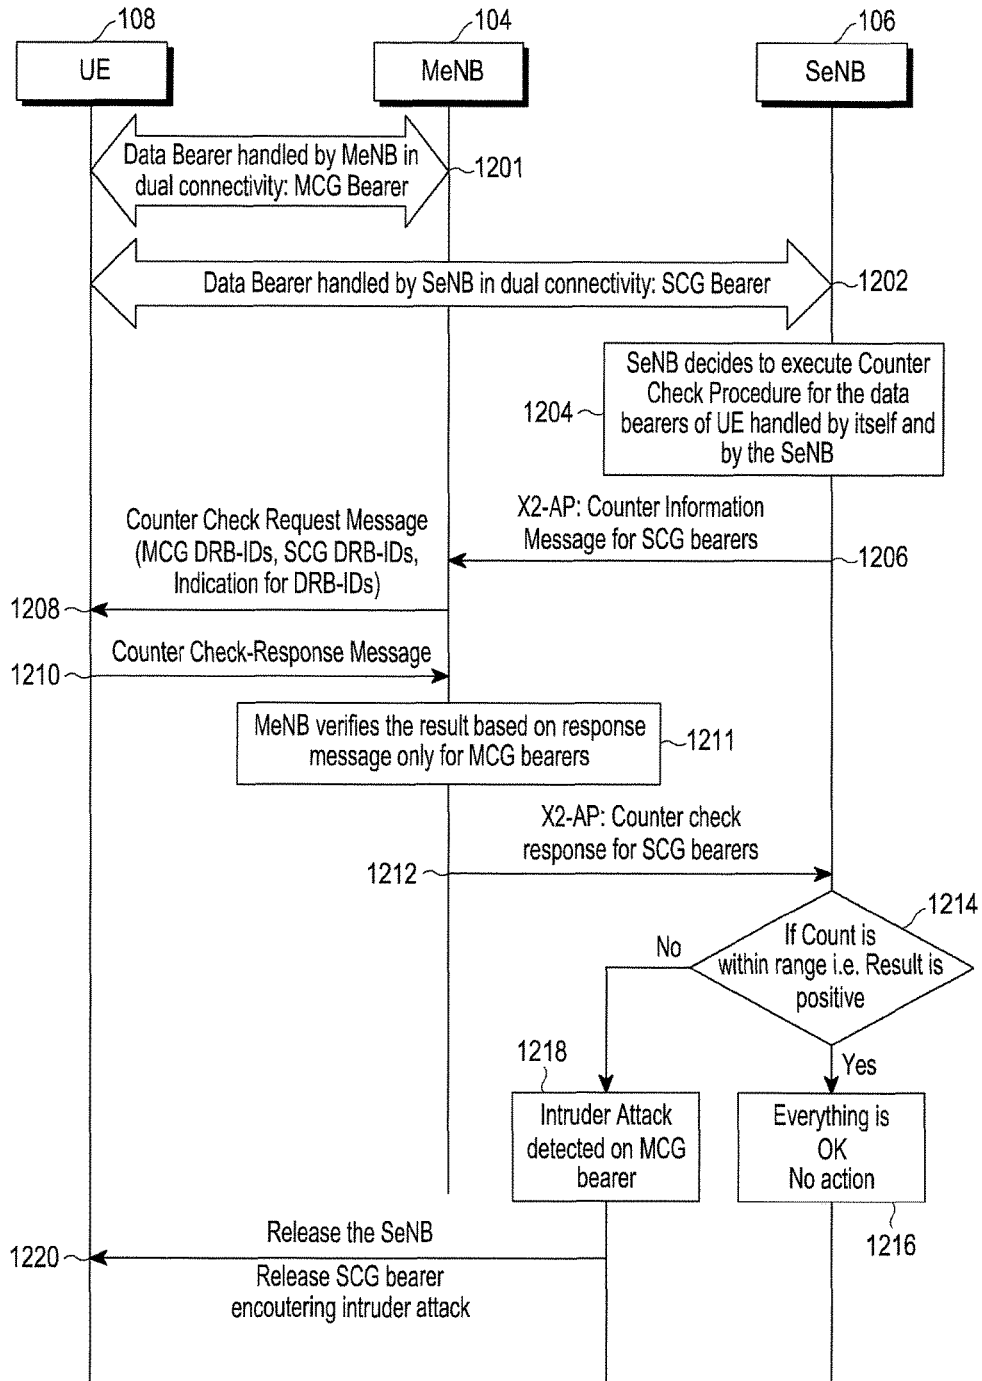 108
104
106
UE
MeNB
SeNB
Data Bearer handled by MeNB in
dual connectivity: MCG Bearer
1201
Data Bearer handled by SeNB in dual connectivity: SCG Bearer
1202
SeNB decides to execute Counter
Check Procedure for the data
bearers of UE handled by itself and
by the SeNB
1204
X2-AP: Counter Information
Message for SCG bearers
1206
Counter Check Request Message
(MCG DRB-IDs, SCG DRB-IDs,
Indication for DRB-IDs)
1208
Counter Check-Response Message
1210
MeNB verifies the result based on response
message only for MCG bearers
1211
X2-AP: Counter check
response for SCG bearers
1212
1214
If Count is
within range i.e. Result is
positive
No
Yes
1218
Intruder Attack
detected on MCG
bearer
Everything is
OK
No action
1216
Release the SeNB
1220
Release SCG bearer
encoutering intruder attack